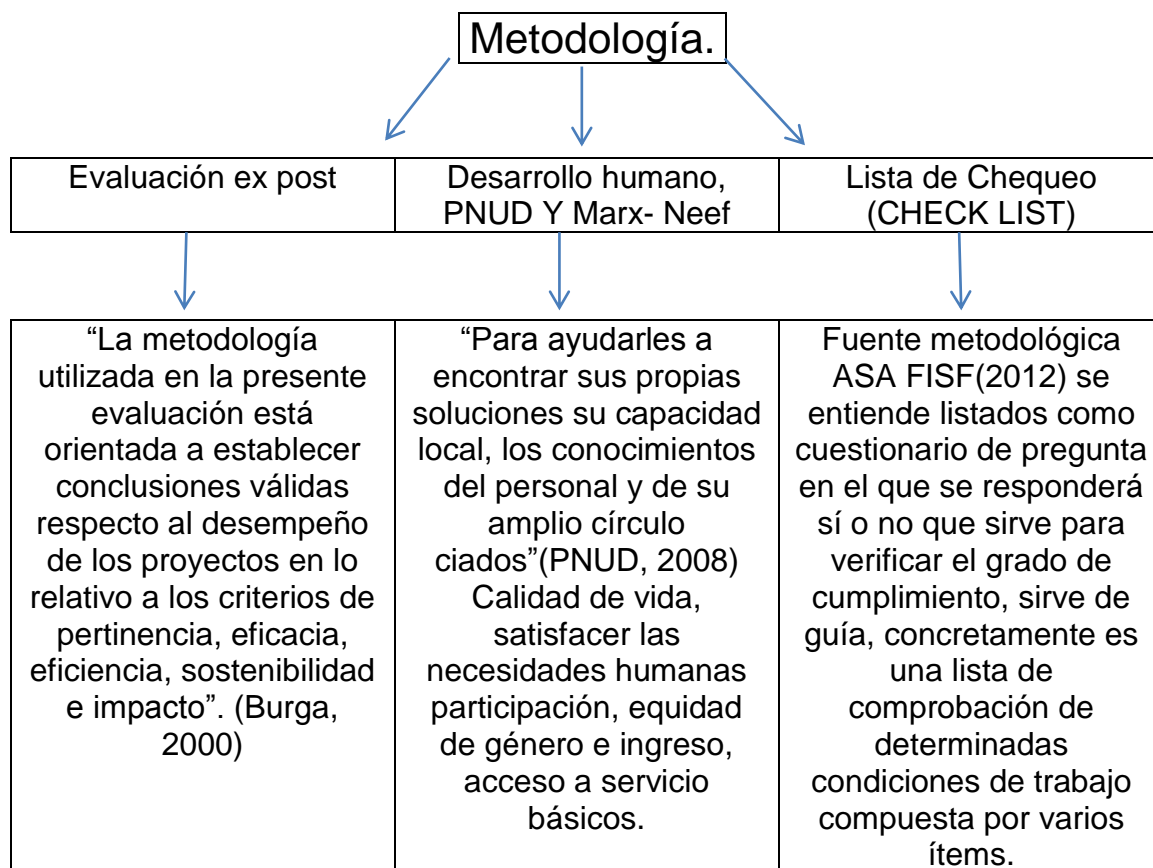 Metodología.
Evaluación ex post
Desarrollo humano,
PNUD Y Marx- Neef
Lista de Chequeo
(CHECK LIST)
“La metodología
utilizada en la presente
evaluación está
orientada a establecer
conclusiones válidas
respecto al desempeño
de los proyectos en lo
relativo a los criterios de
pertinencia, eficacia,
eficiencia, sostenibilidad
e impacto”. (Burga,
2000)
“Para ayudarles a
encontrar sus propias
soluciones su capacidad
local, los conocimientos
del personal y de su
amplio círculo
ciados”(PNUD, 2008)
Calidad de vida,
satisfacer las
necesidades humanas
participación, equidad
de género e ingreso,
acceso a servicio
básicos.
Fuente metodológica
ASA FISF(2012) se
entiende listados como
cuestionario de pregunta
en el que se responderá
sí o no que sirve para
verificar el grado de
cumplimiento, sirve de
guía, concretamente es
una lista de
comprobación de
determinadas
condiciones de trabajo
compuesta por varios
ítems.